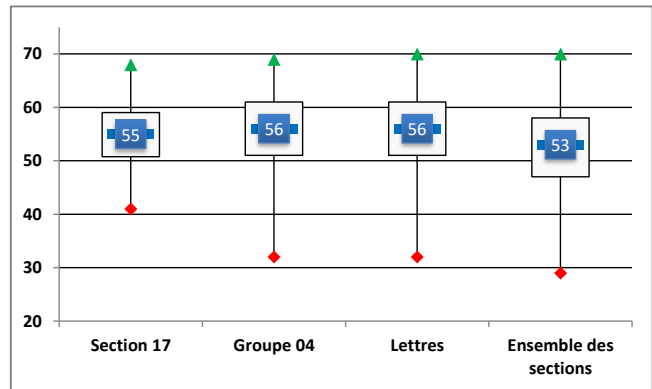 70
60
50
40
30
20
55
56
56
53
Section 17
Groupe 04
Lettres
Ensemble des
sections